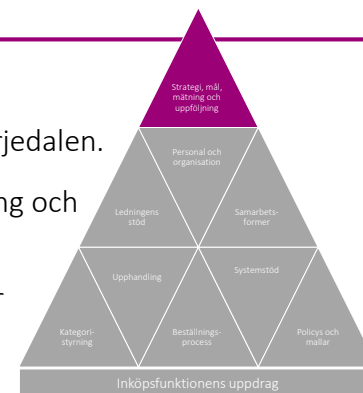 Strategi, mål,
mätning och
uppföljning
rjedalen.
Personal och
organisation
ng och
Ledningens
stöd
Samarbets-
former
Upphandling
Systemstöd
Kategori-
styrning
Beställnings-
process
Policys och
mallar
Inköpsfunktionens uppdrag